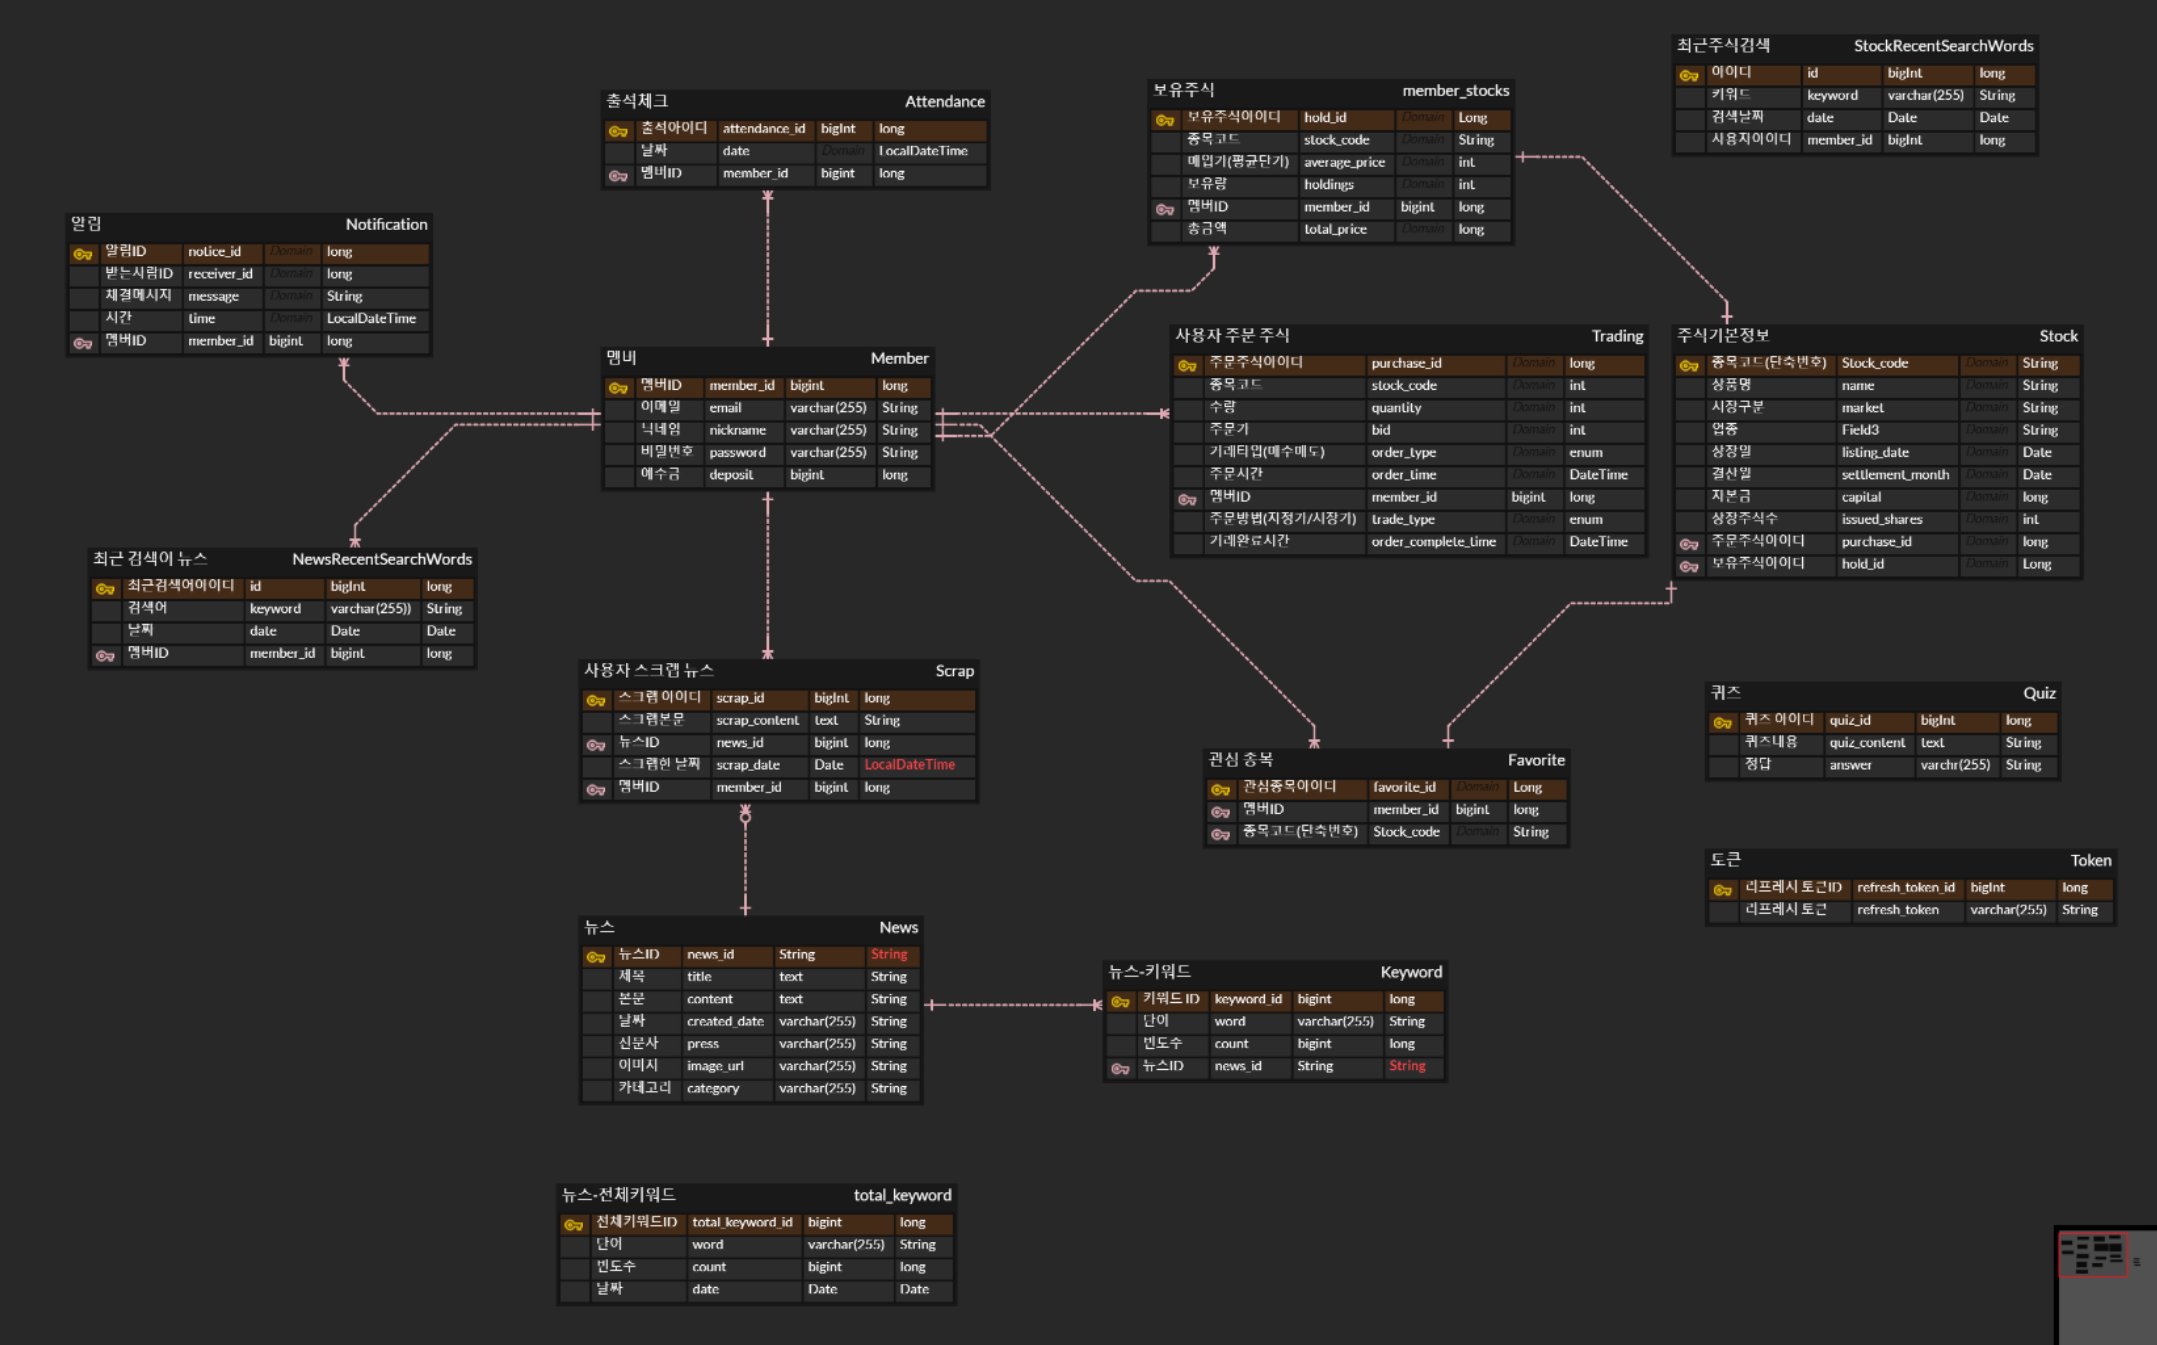 최근주식검색 StockRecentSearchWords
아이디 id bigInt long
키워드 keyword varchar(255) String
검색날짜 date Date Date
사용자아이디 member_id bigInt long
보유주식 member_stocks
보유주식아이디 hold_id Domain Long
종목코드 stock_code Domain String
매입가(평균단가) average_price Domain int
보유량 holdings Domain int
멤버ID member_id bigint long
총금액 total_price Domain long
출석체크 Attendance
출석아이디 attendance_id bigInt long
날짜 date Domain LocalDateTime
멤버ID member_id bigint long
알림 Notification
알림ID notice_id Domain long
받는사람ID receiver_id Domain long
체결메시지 message Domain String
시간 time Domain LocalDateTime
멤버ID member_id bigint long
멤버 Member
멤버ID member_id bigint long
이메일 email varchar(255) String
닉네임 nickname varchar(255) String
비밀번호 password varchar(255) String
예수금 deposit bigint long
사용자 주문 주식 Trading
주문주식아이디 purchase_id Domain long
종목코드 stock_code Domain int
수량 quantity Domain int
주문가 bid Domain int
거래타입(매수매도) order_type Domain enum
주문시간 order_time Domain DateTime
멤버ID member_id bigint long
주문방법(지정가/시장가) trade_type Domain enum
거래완료시간 order_complete_time Domain DateTime
주식기본정보 Stock
종목코드(단축번호) Stock_code Domain String
상품명 name Domain String
시장구분 market Domain String
업종 Field3 Domain String
상장일 listing_date Domain Date
결산월 settlement_month Domain Date
자본금 capital Domain long
상장주식수 issued_shares Domain int
주문주식아이디 purchase_id Domain long
보유주식아이디 hold_id Domain Long
최근 검색어 뉴스 NewsRecentSearchWords
최근검색어아이디 id bigInt long
검색어 keyword varchar(255)) String
날짜 date Date Date
멤버ID member_id bigint long
사용자 스크랩 뉴스 Scrap
스크랩 아이디 scrap_id bigInt long
스크랩본문 scrap_content text String
뉴스ID news_id bigint long
스크랩한 날짜 scrap_date Date LocalDateTime
멤버ID member_id bigint long
퀴즈 Quiz
퀴즈 아이디 quiz_id bigInt long
퀴즈내용 quiz_content text String
정답 answer varchr(255) String
관심 종목 Favorite
관심종목아이디 favorite_id Domain Long
멤버ID member_id bigint long
종목코드(단축번호) Stock_code Domain String
토큰 Token
리프레시 토큰ID refresh_token_id bigInt long
리프레시 토큰 refresh_token varchar(255) String
뉴스 News
뉴스ID news_id String String
제목 title text String
본문 content text String
날짜 created_date varchar(255) String
신문사 press varchar(255) String
이미지 image_url varchar(255) String
카테고리 category varchar(255) String
뉴스-키워드 Keyword
키워드 ID keyword_id bigint long
단어 word varchar(255) String
빈도수 count bigint long
뉴스ID news_id String String
뉴스-전체키워드 total_keyword
전체키워드ID total_keyword_id bigint long
단어 word varchar(255) String
빈도수 count bigint long
날짜 date Date Date